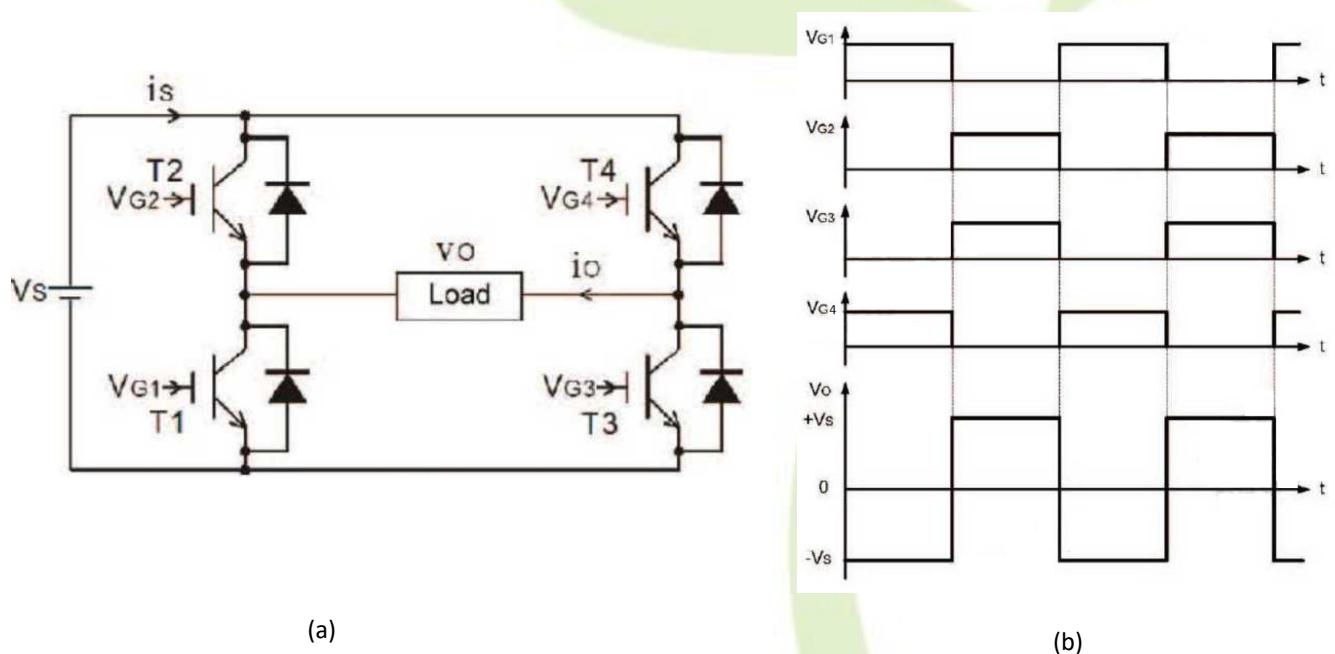 is
T2
VG2
T4
VG4
vo
io
Vs
Load
VG1
T1
VG3
T3
(a)
VG1
t
VG2
t
VG3
t
VG4
t
Vo
+Vs
0
t
-Vs
(b)